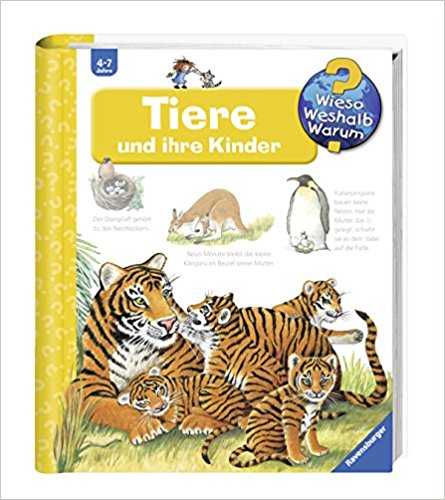 4-7
Jahre
Wieso
Weshalb
Warum
?
Tiere
und ihre Kinder
Der Dompfaff gehört
zu den Nesthockern.
Neun Monate bleibt das kleine
Känguru im Beutel seiner Mutter.
Kaiserpinguine
bauen keine
Nester. Hat die
Mutter das Ei
gelegt, schiebt
sie es dem Vater
auf die Füße.
Ravensburger